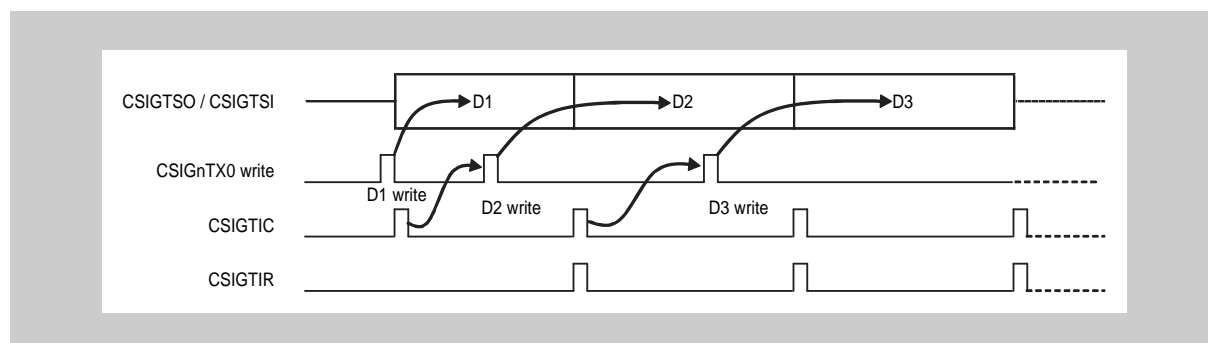 CSIGTSO / CSIGTSI
D1
D2
D3
CSIGnTX0 write
D1 write
D2 write
D3 write
CSIGTIC
CSIGTIR